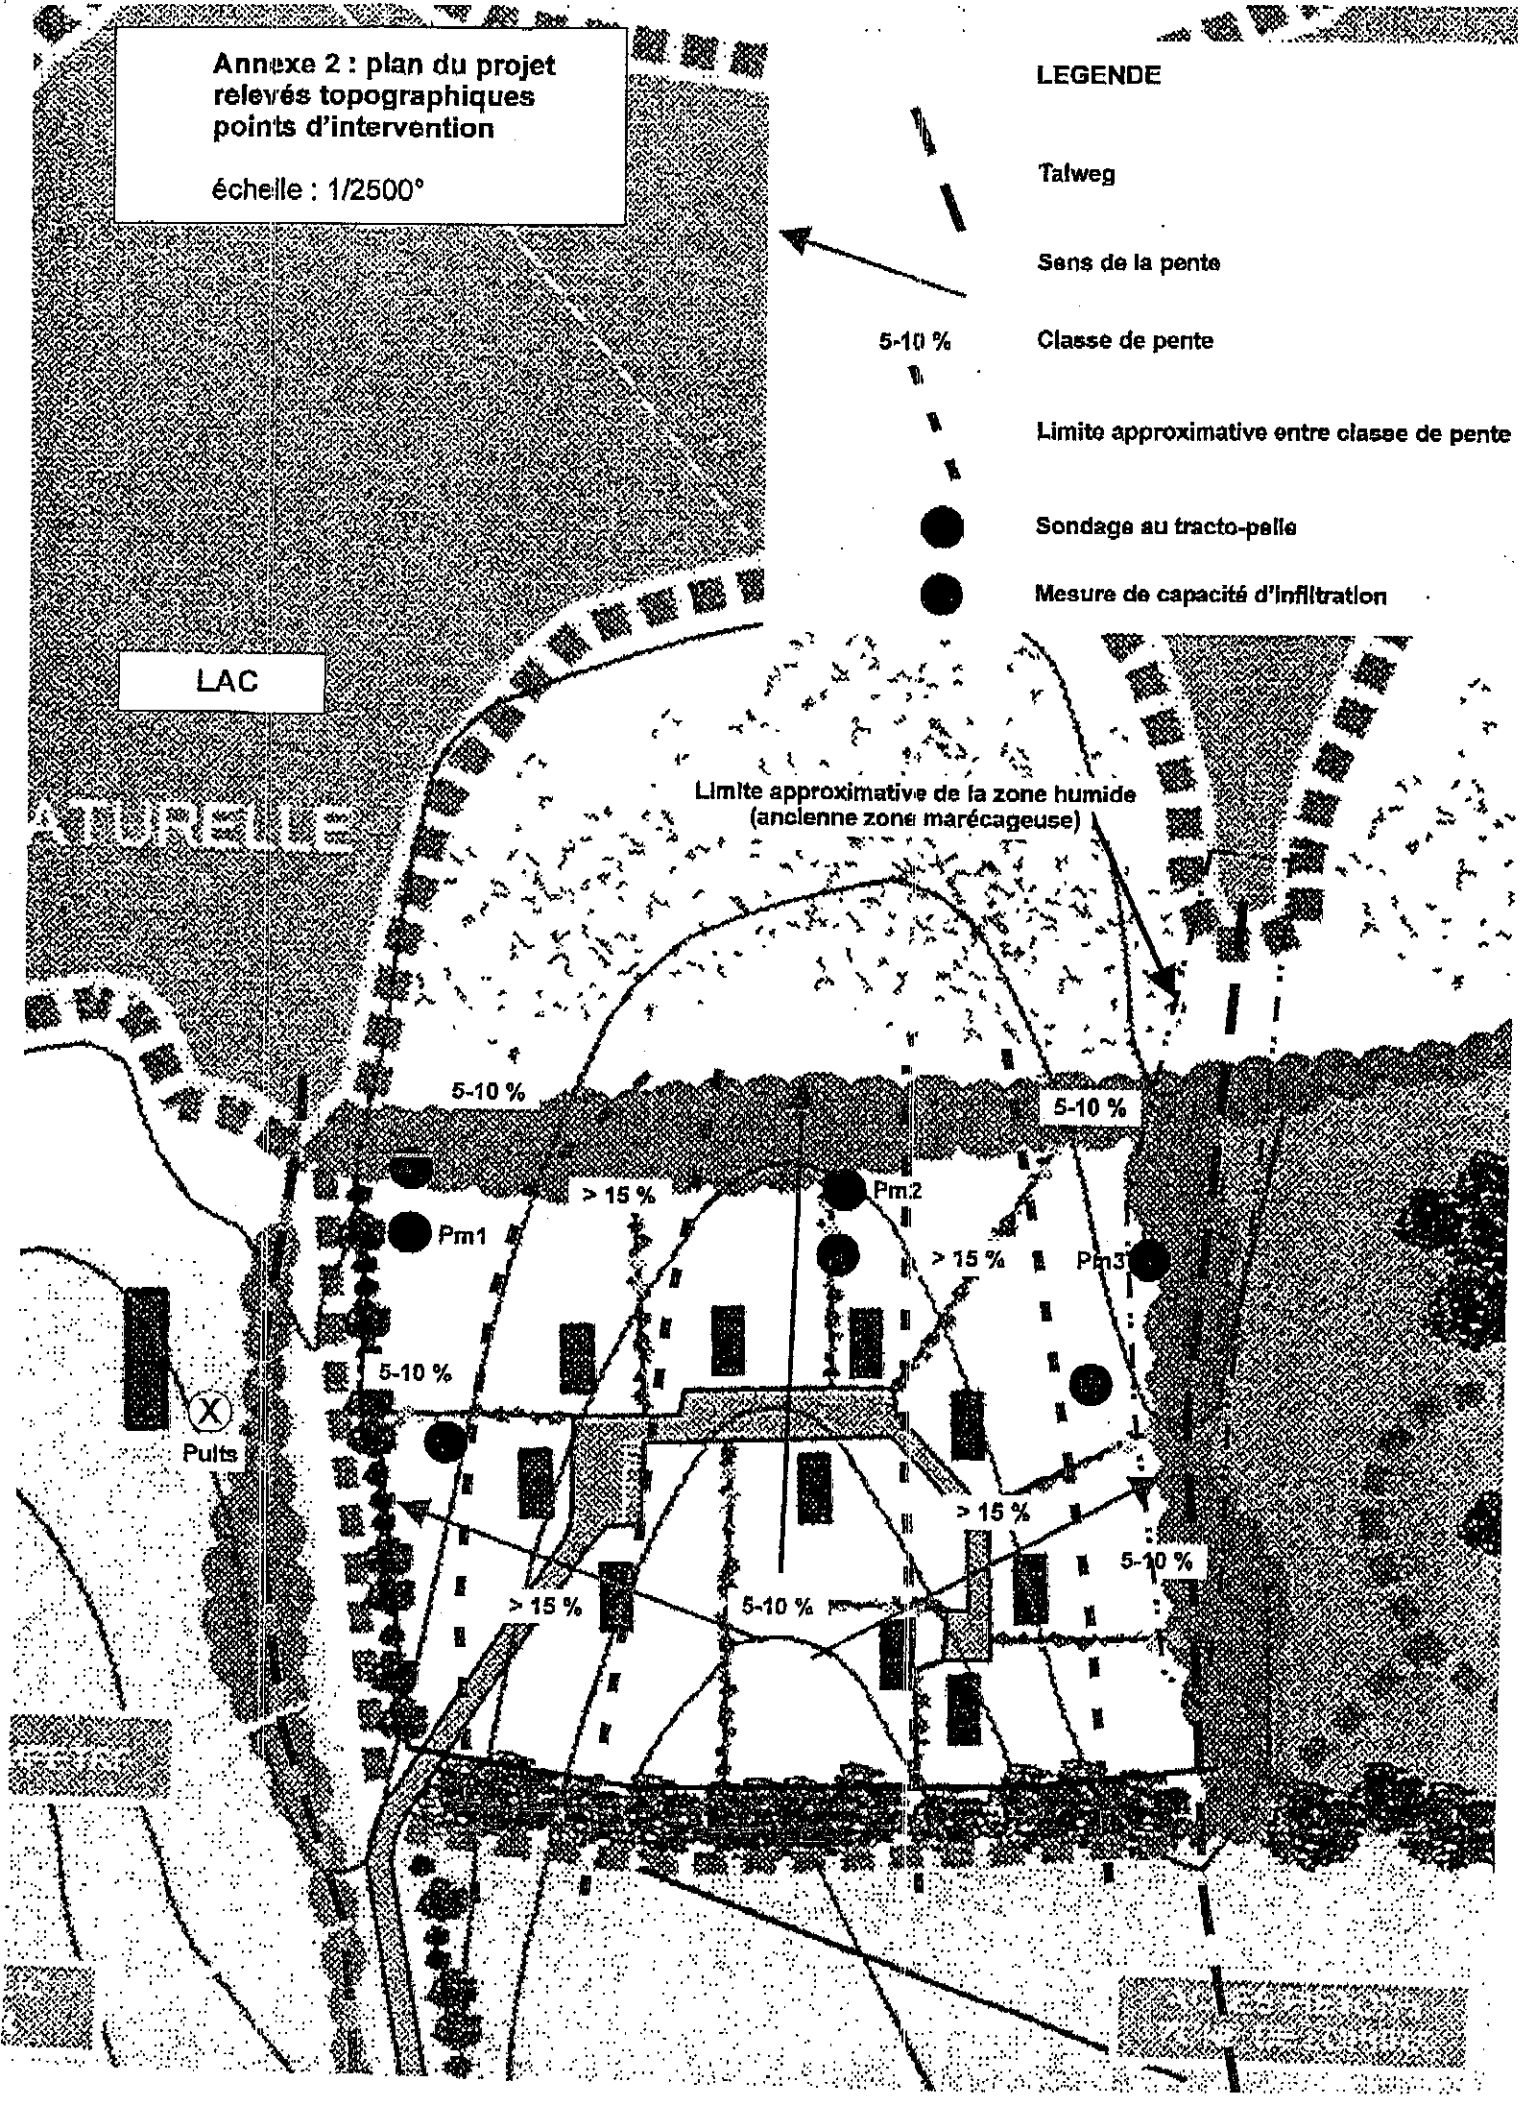 Annexe 2 : plan du projet
relevés topographiques
points d'intervention
échelle : 1/2500°
LEGENDE
Talweg
Sens de la pente
5-10 %
Classe de pente
Limite approximative entre classe de pente
Sondage au tracto-pelle
Mesure de capacité d'infiltration
LAC
ATURELLE
Limite approximative de la zone humide
(ancienne zone marécageuse)
5-10 %
5-10 %
> 15 %
Pm2
Pm1
> 15 %
Pm3
5-10 %
X
Puits
> 15 %
5-10 %
> 15 %
5-10 %